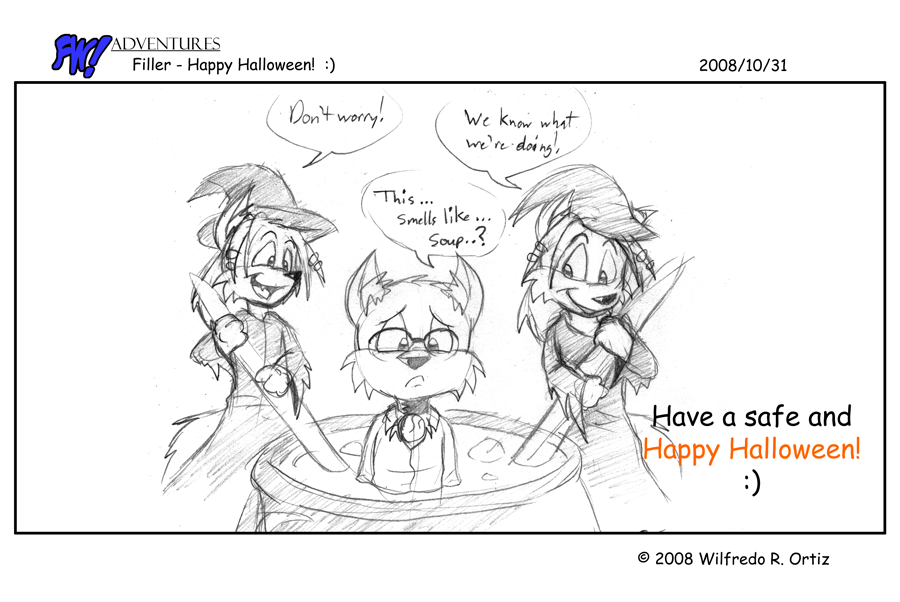 FW! ADVENTURES
Filler - Happy Halloween! :)
2008/10/31
Don't worry!
We know what
we're doing!
This...
smells like...
soup..?
Have a safe and
Happy Halloween!
:)
© 2008 Wilfredo R. Ortiz